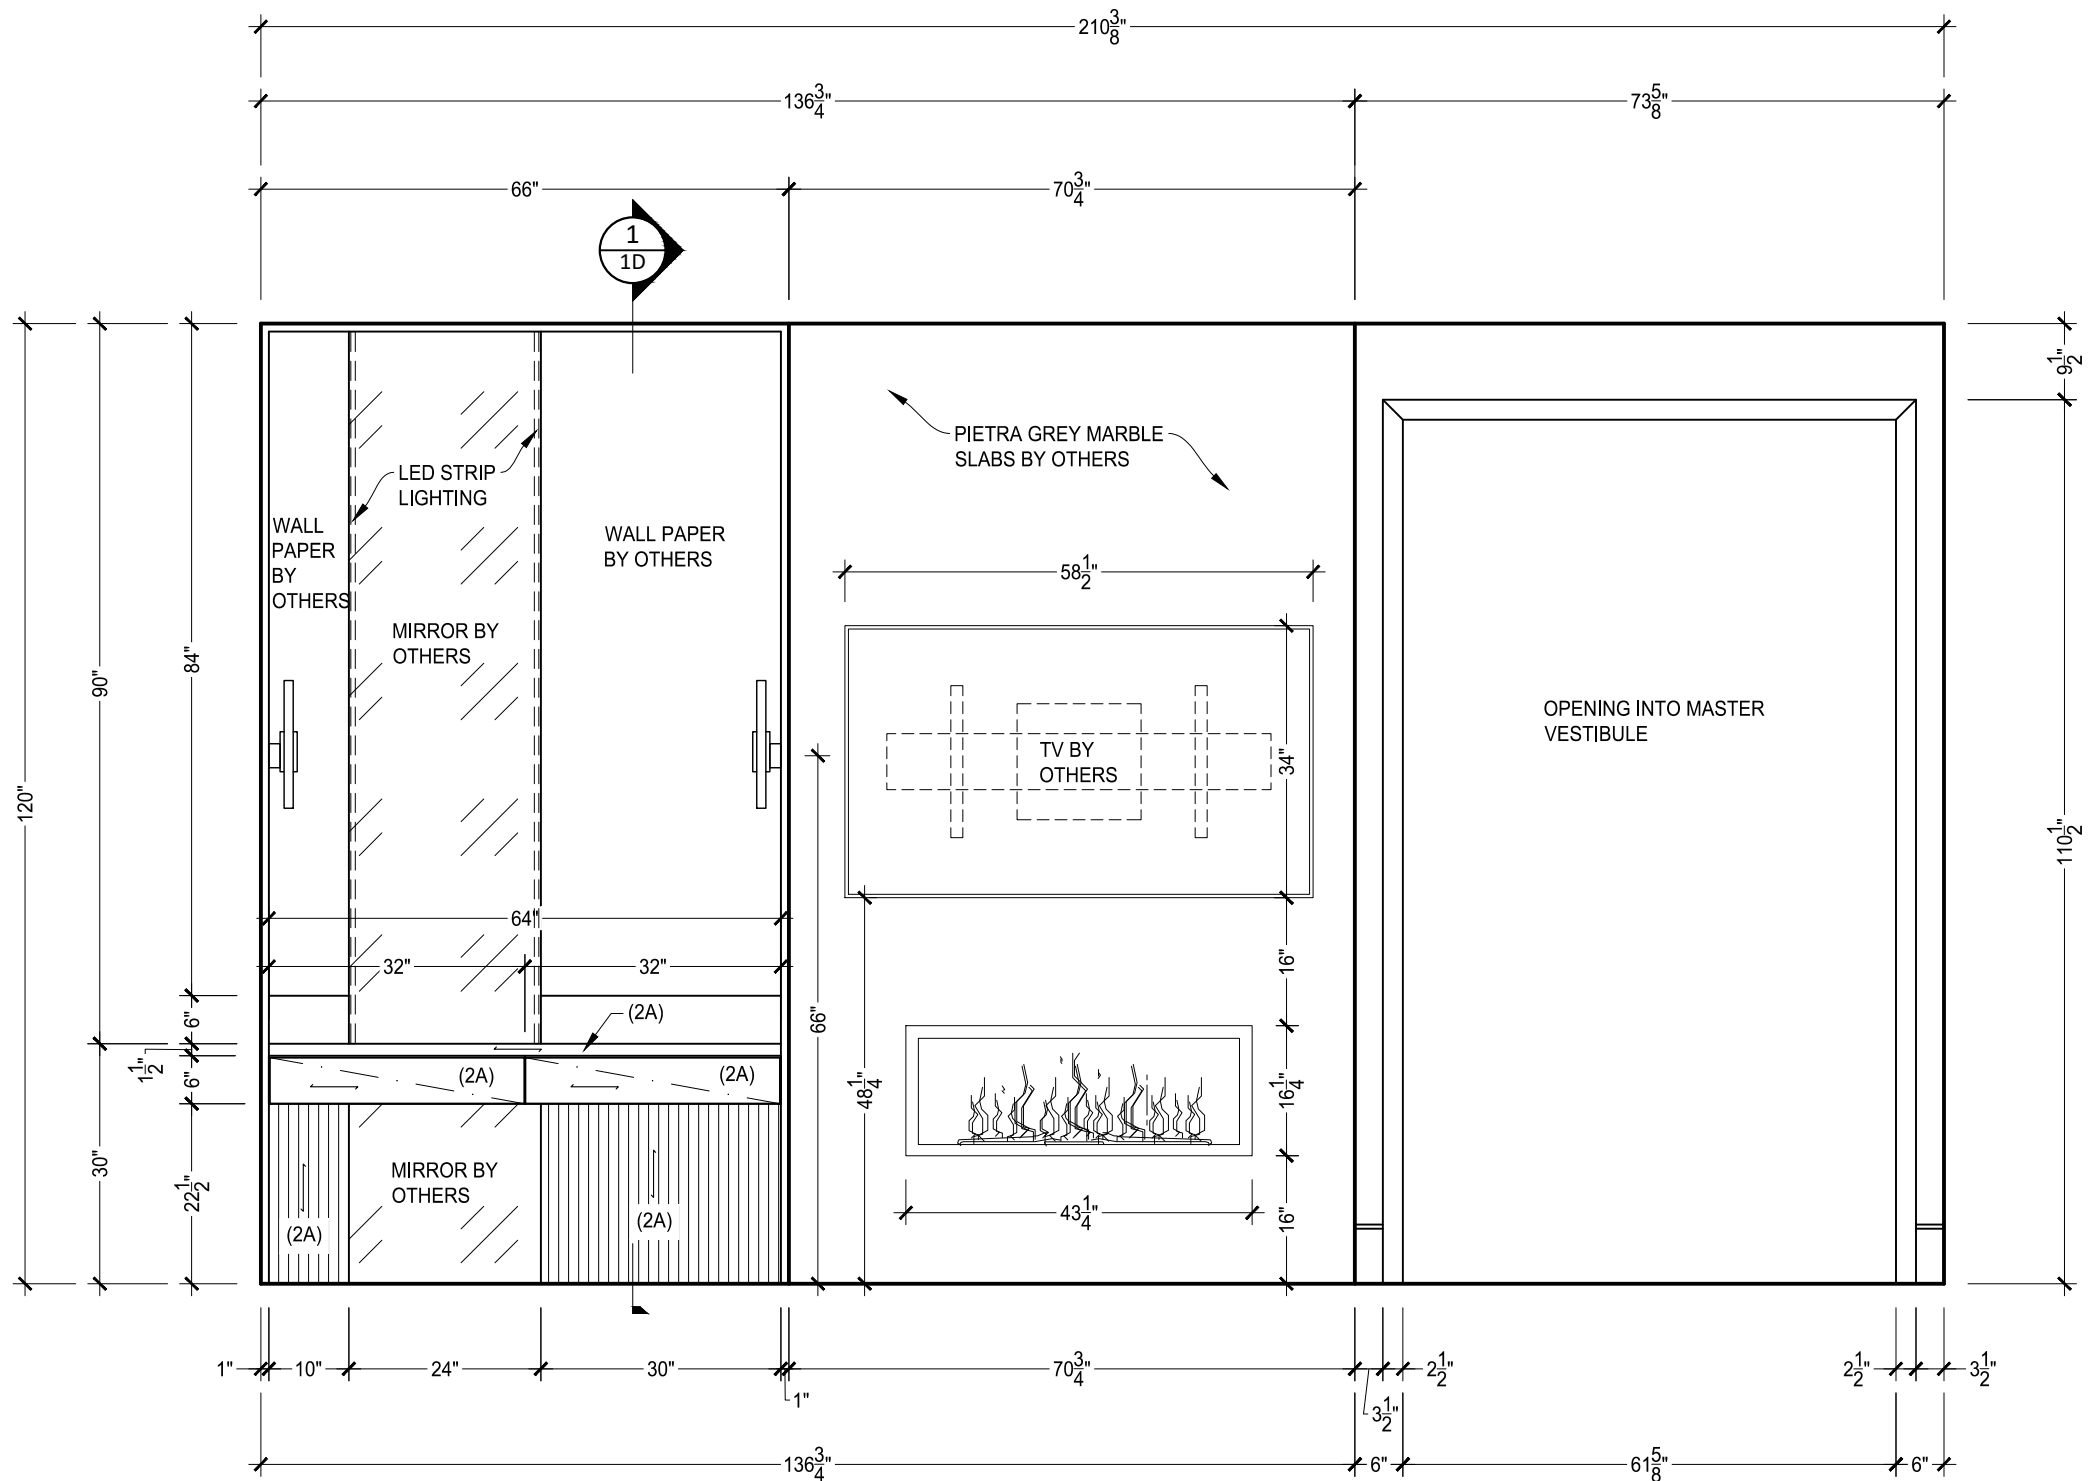 210 3/8"
136 3/4"
73 5/8"
66"
70 3/4"
1
1D
9 1/2"
PIETRA GREY MARBLE
SLABS BY OTHERS
LED STRIP
LIGHTING
WALL
PAPER
BY
OTHERS
WALL PAPER
BY OTHERS
58 1/2"
MIRROR BY
OTHERS
84"
90"
120"
OPENING INTO MASTER
VESTIBULE
TV BY
OTHERS
34"
110 1/2"
64"
32"
32"
16"
6"
(2A)
66"
1 1/2"
6"
(2A)
(2A)
48 1/4"
16 1/4"
30"
22 1/2"
MIRROR BY
OTHERS
(2A)
(2A)
43 1/4"
16"
1"
10"
24"
30"
1"
70 3/4"
3 1/2"
2 1/2"
2 1/2"
3 1/2"
136 3/4"
6"
61 5/8"
6"